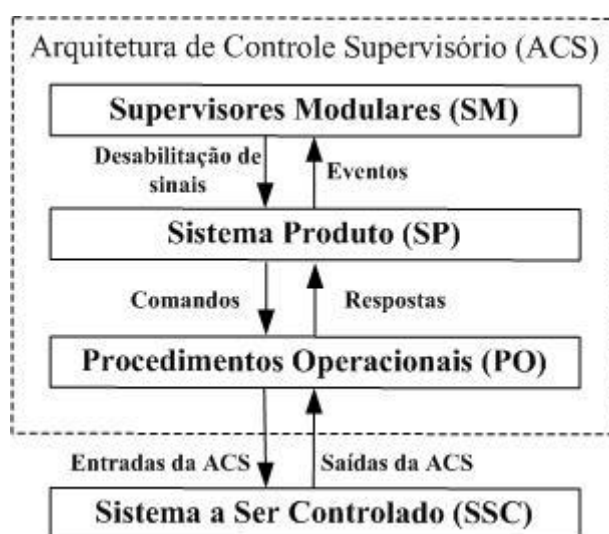 Arquitetura de Controle Supervisório (ACS)
Supervisores Modulares (SM)
Desabilitação de
sinais
Eventos
Sistema Produto (SP)
Comandos
Respostas
Procedimentos Operacionais (PO)
Entradas da ACS
Saídas da ACS
Sistema a Ser Controlado (SSC)